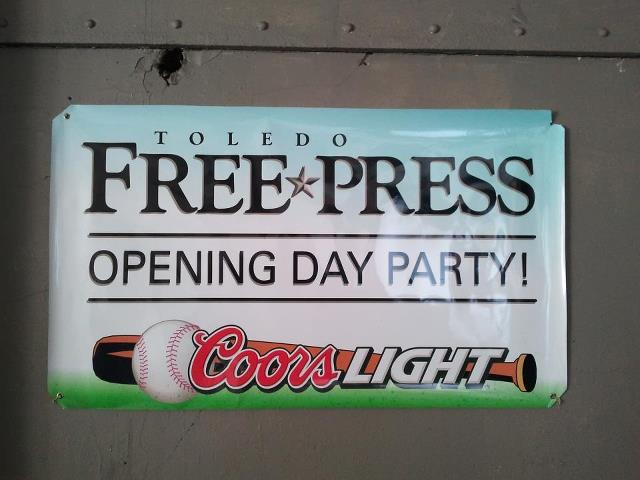 TOLEDO
FREE PRESS
OPENING DAY PARTY!
Coors LIGHT